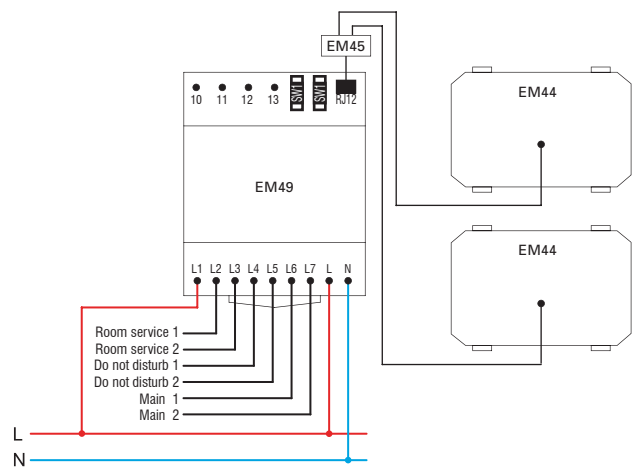 EM45
10 11 12 13 SW1 SW1 RJ12
EM44
EM49
EM44
L1 L2 L3 L4 L5 L6 L7 L N
Room service 1
Room service 2
Do not disturb 1
Do not disturb 2
Main 1
Main 2
L
N